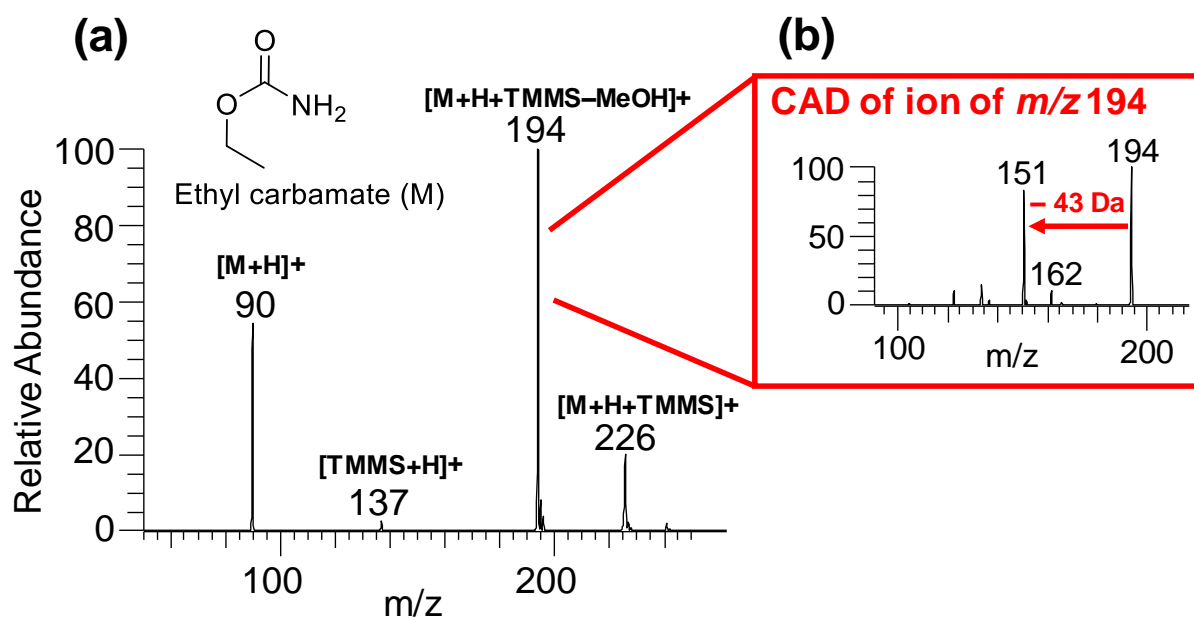 (a)
O
O
NH2
Ethyl carbamate (M)
[M+H+TMMS–MeOH]+
194
[M+H]+
90
[TMMS+H]+
137
[M+H+TMMS]+
226
100
80
60
40
20
0
Relative Abundance
100
200
m/z
(b)
CAD of ion of m/z 194
100
50
0
151
194
– 43 Da
162
100
200
m/z